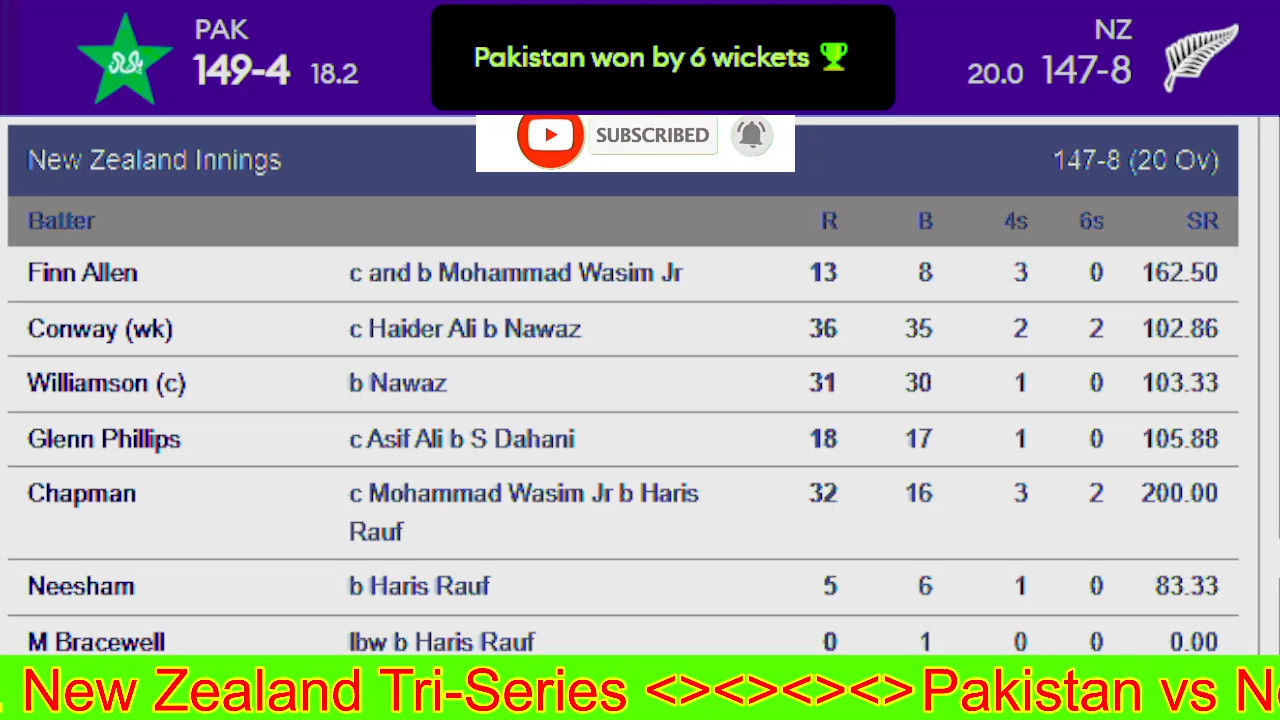 PAK
149-4 18.2
Pakistan won by 6 wickets
NZ
20.0 147-8
SUBSCRIBED
New Zealand Innings 147-8 (20 Ov)
Batter R B 4s 6s SR
Finn Allen c and b Mohammad Wasim Jr 13 8 3 0 162.50
Conway (wk) c Haider Ali b Nawaz 36 35 2 2 102.86
Williamson (c) b Nawaz 31 30 1 0 103.33
Glenn Phillips c Asif Ali b S Dahani 18 17 1 0 105.88
Chapman c Mohammad Wasim Jr b Haris Rauf 32 16 3 2 200.00
Neesham b Haris Rauf 5 6 1 0 83.33
M Bracewell lbw b Haris Rauf 0 1 0 0 0.00
New Zealand Tri-Series <><><><>Pakistan vs